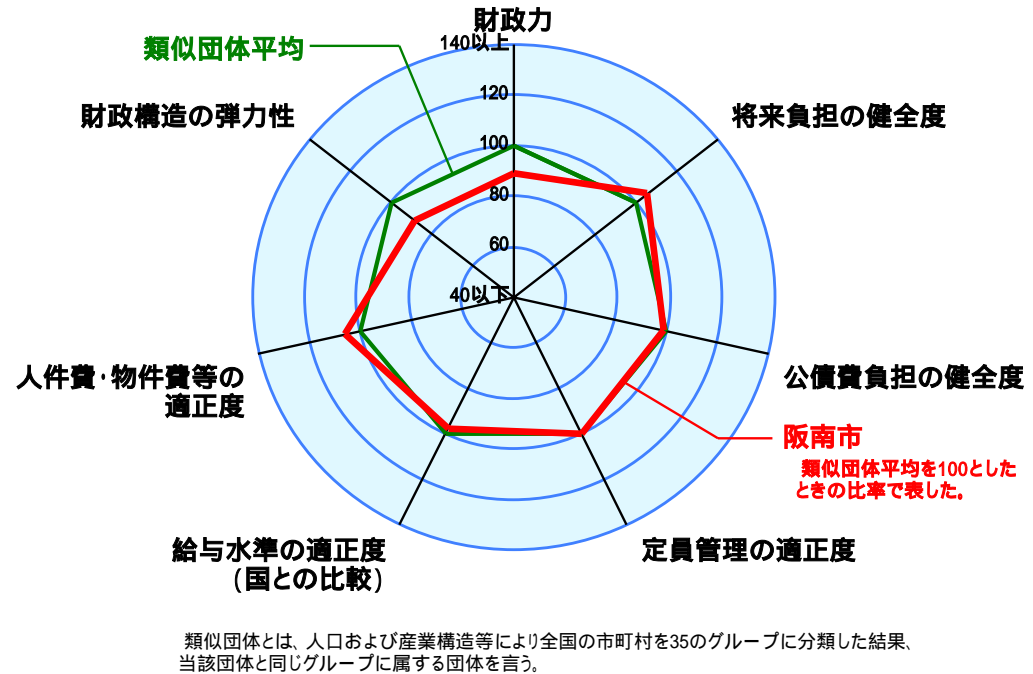 財政力
140以上
類似団体平均
120
財政構造の弾力性
将来負担の健全度
100
80
60
40以下
人件費・物件費等の
適正度
公債費負担の健全度
阪南市
類似団体平均を100とした
ときの比率で表した。
給与水準の適正度
(国との比較)
定員管理の適正度
類似団体とは、人口および産業構造等により全国の市町村を35のグループに分類した結果、
当該団体と同じグループに属する団体を言う。